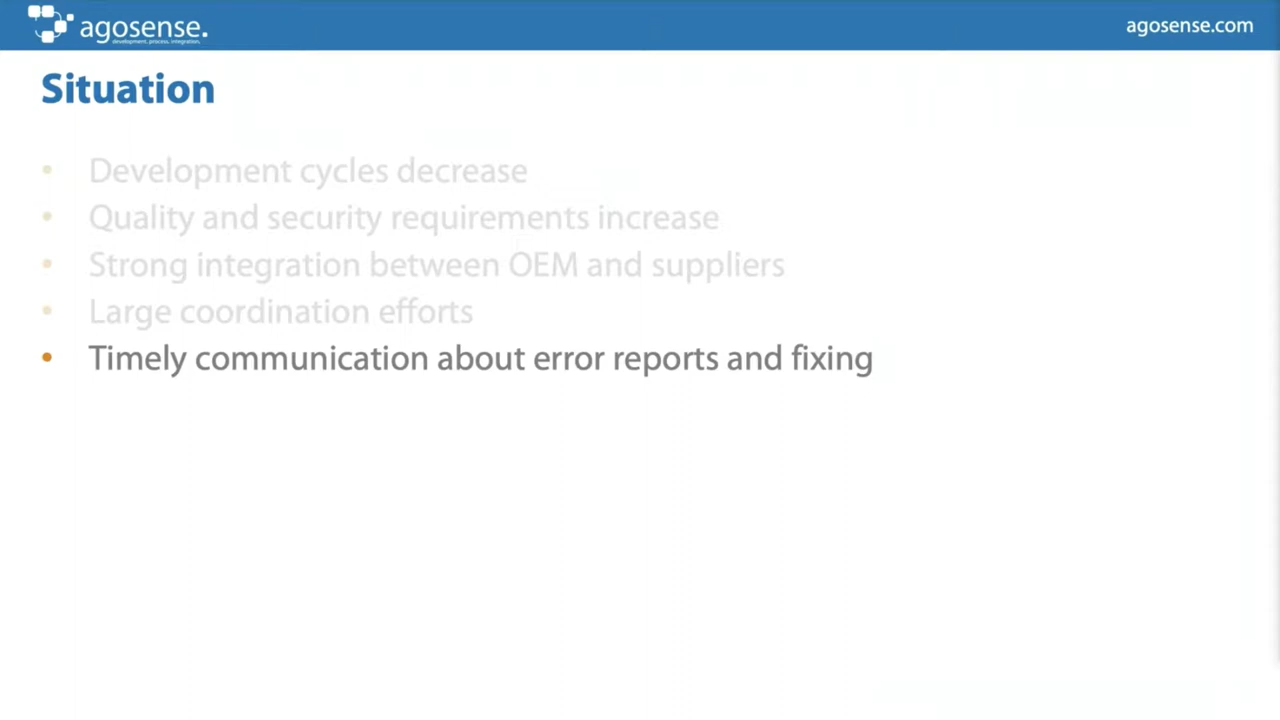 agosense.
development. process. integration.
agosense.com
Situation
• Development cycles decrease
• Quality and security requirements increase
• Strong integration between OEM and suppliers
• Large coordination efforts
• Timely communication about error reports and fixing